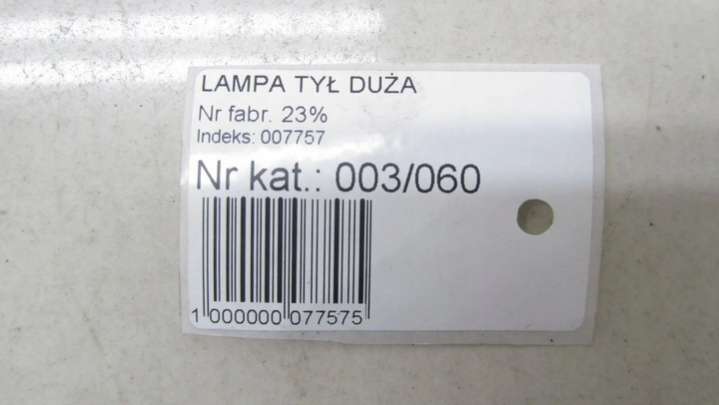 LAMPA TYŁ DUŻA
Nr fabr. 23%
Indeks: 007757
Nr kat.: 003/060
1 000000 077575